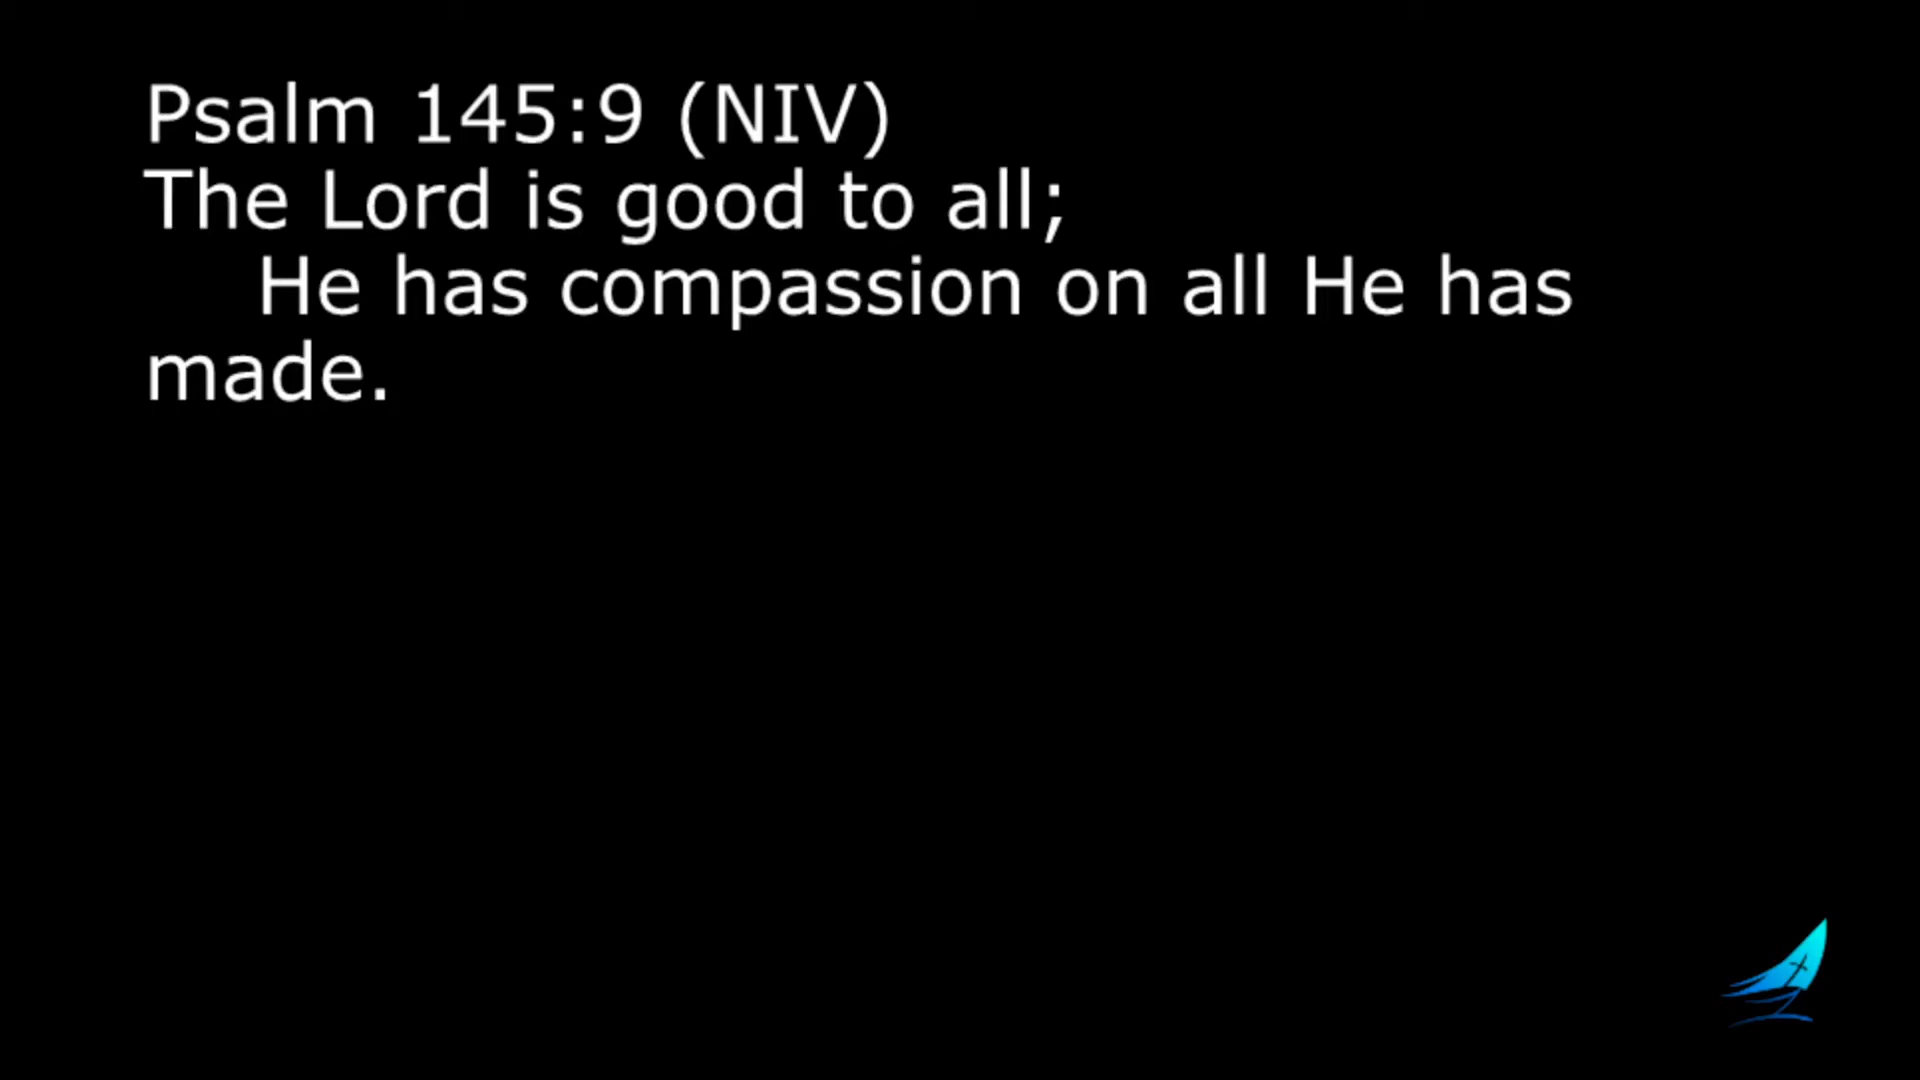 Psalm 145:9 (NIV)
The Lord is good to all;
He has compassion on all He has
made.